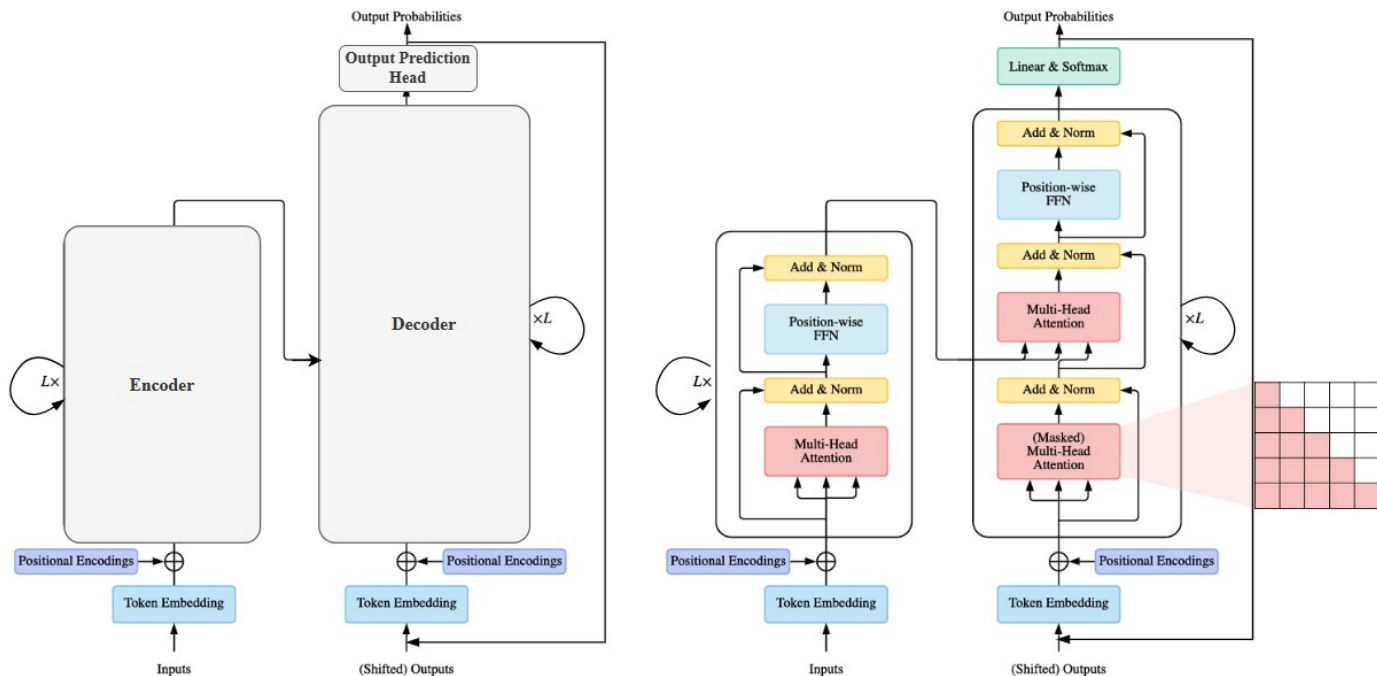 Output Probabilities
Output Prediction
Head
Decoder
×L
Encoder
L×
Positional Encodings
Positional Encodings
Token Embedding
Token Embedding
Inputs
(Shifted) Outputs
Output Probabilities
Linear & Softmax
Add & Norm
Position-wise
FFN
Add & Norm
Multi-Head
Attention
×L
Add & Norm
(Masked)
Multi-Head
Attention
Add & Norm
Position-wise
FFN
L×
Add & Norm
Multi-Head
Attention
Positional Encodings
Positional Encodings
Token Embedding
Token Embedding
Inputs
(Shifted) Outputs